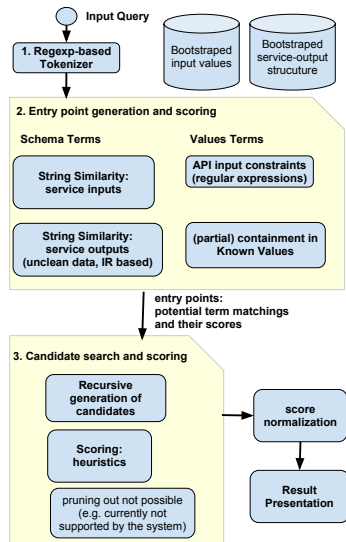 Input Query
1. Regexp-based
Tokenizer
Bootstraped
input values
Bootstraped
service-output
strucuture
2. Entry point generation and scoring
Schema Terms
Values Terms
String Similarity:
service inputs
API input constraints
(regular expressions)
String Similarity:
service outputs
(unclean data, IR based)
(partial) containment in
Known Values
entry points:
potential term matchings
and their scores
3. Candidate search and scoring
Recursive
generation of
candidates
Scoring:
heuristics
pruning out not possible
(e.g. currently not
supported by the system)
score
normalization
Result
Presentation